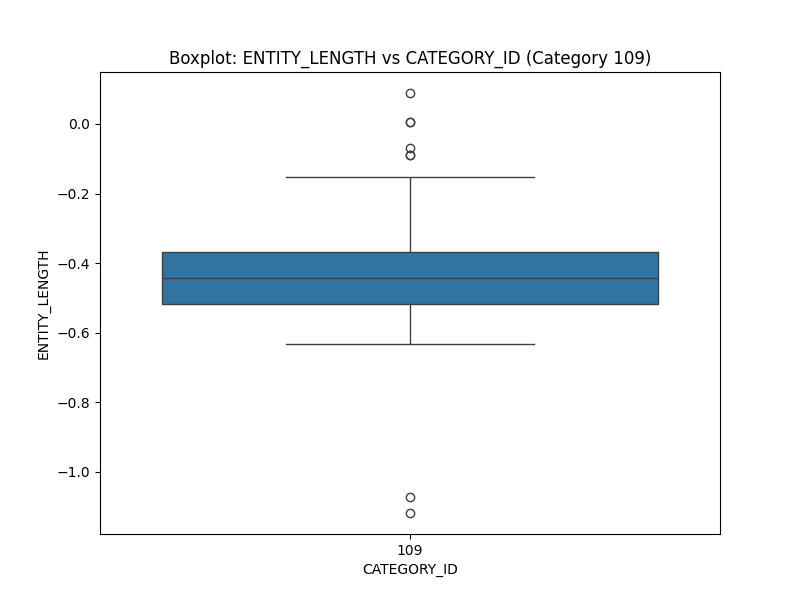 Boxplot: ENTITY_LENGTH vs CATEGORY_ID (Category 109)
ENTITY_LENGTH
0.0
−0.2
−0.4
−0.6
−0.8
−1.0
109
CATEGORY_ID